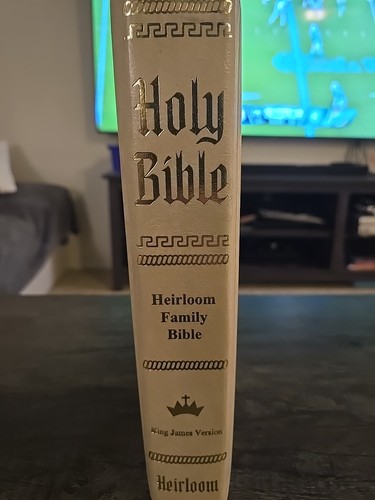 Holy
Bible
Heirloom
Family
Bible
King James Version
Heirloom